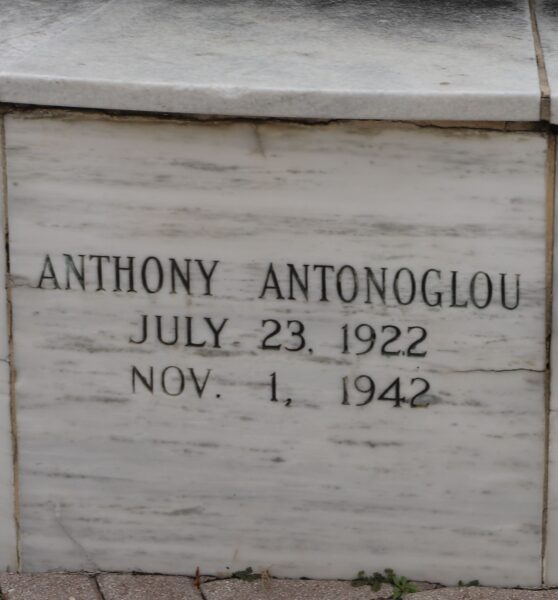 ANTHONY ANTONOGLOU
JULY 23, 1922
NOV. 1, 1942